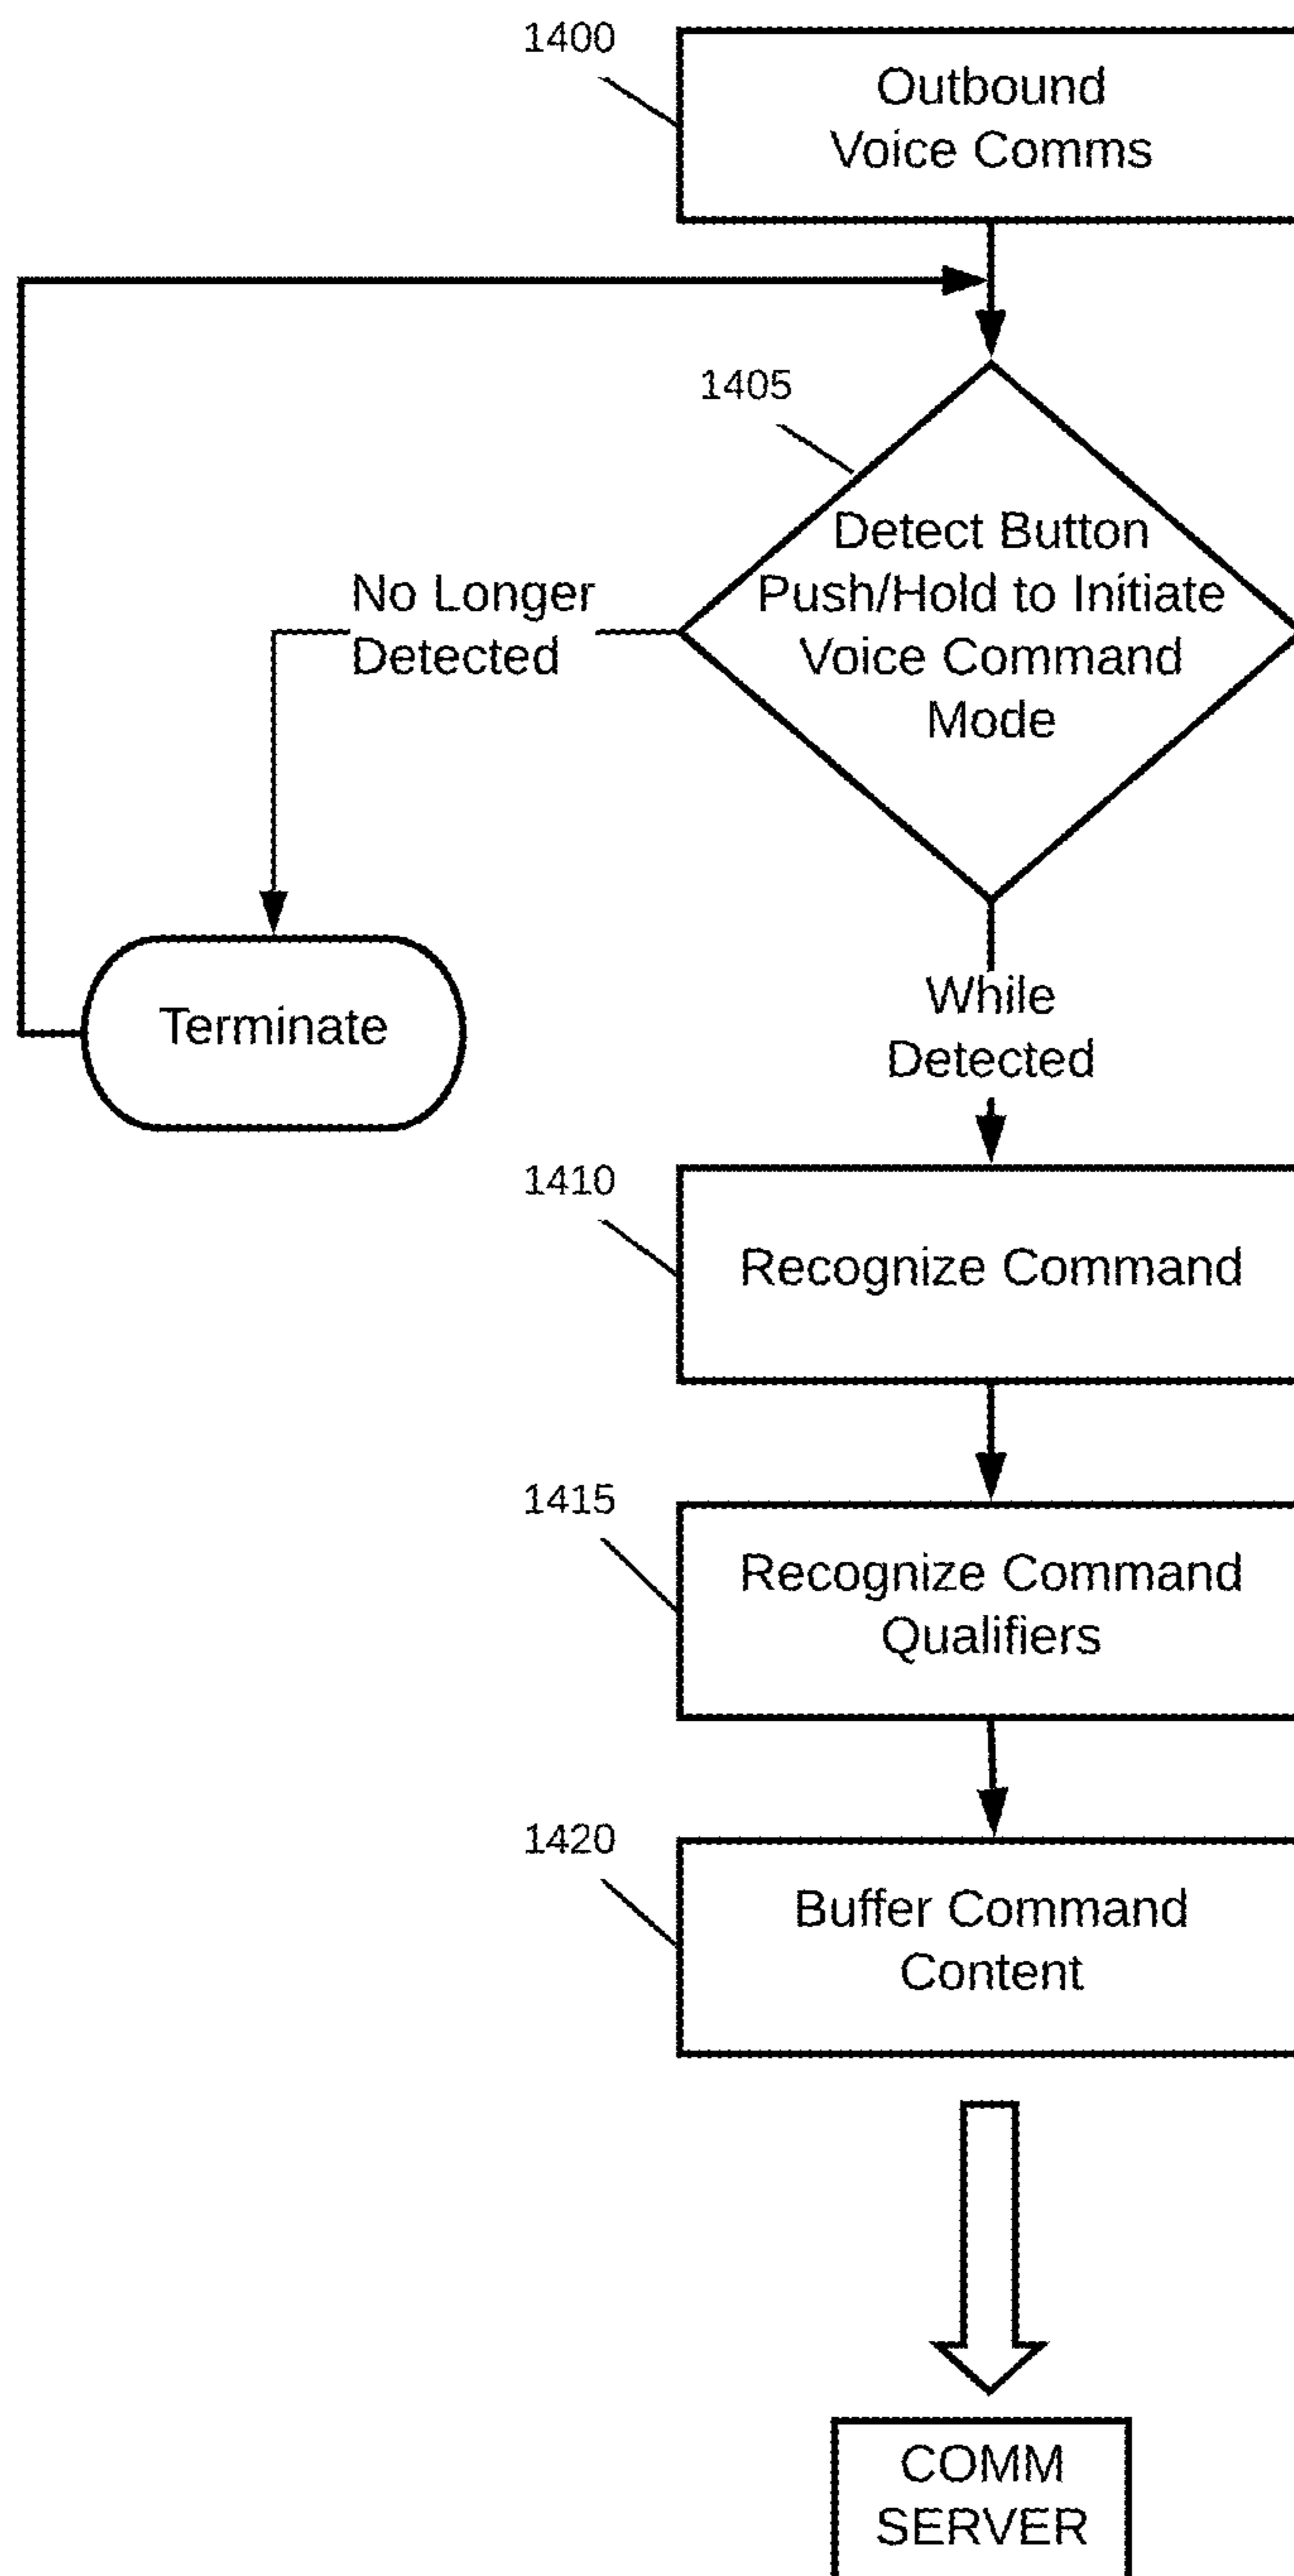 1400
Outbound
Voice Comms
1405
Detect Button
Push/Hold to Initiate
Voice Command
Mode
No Longer
Detected
Terminate
While
Detected
1410
Recognize Command
1415
Recognize Command
Qualifiers
1420
Buffer Command
Content
COMM
SERVER